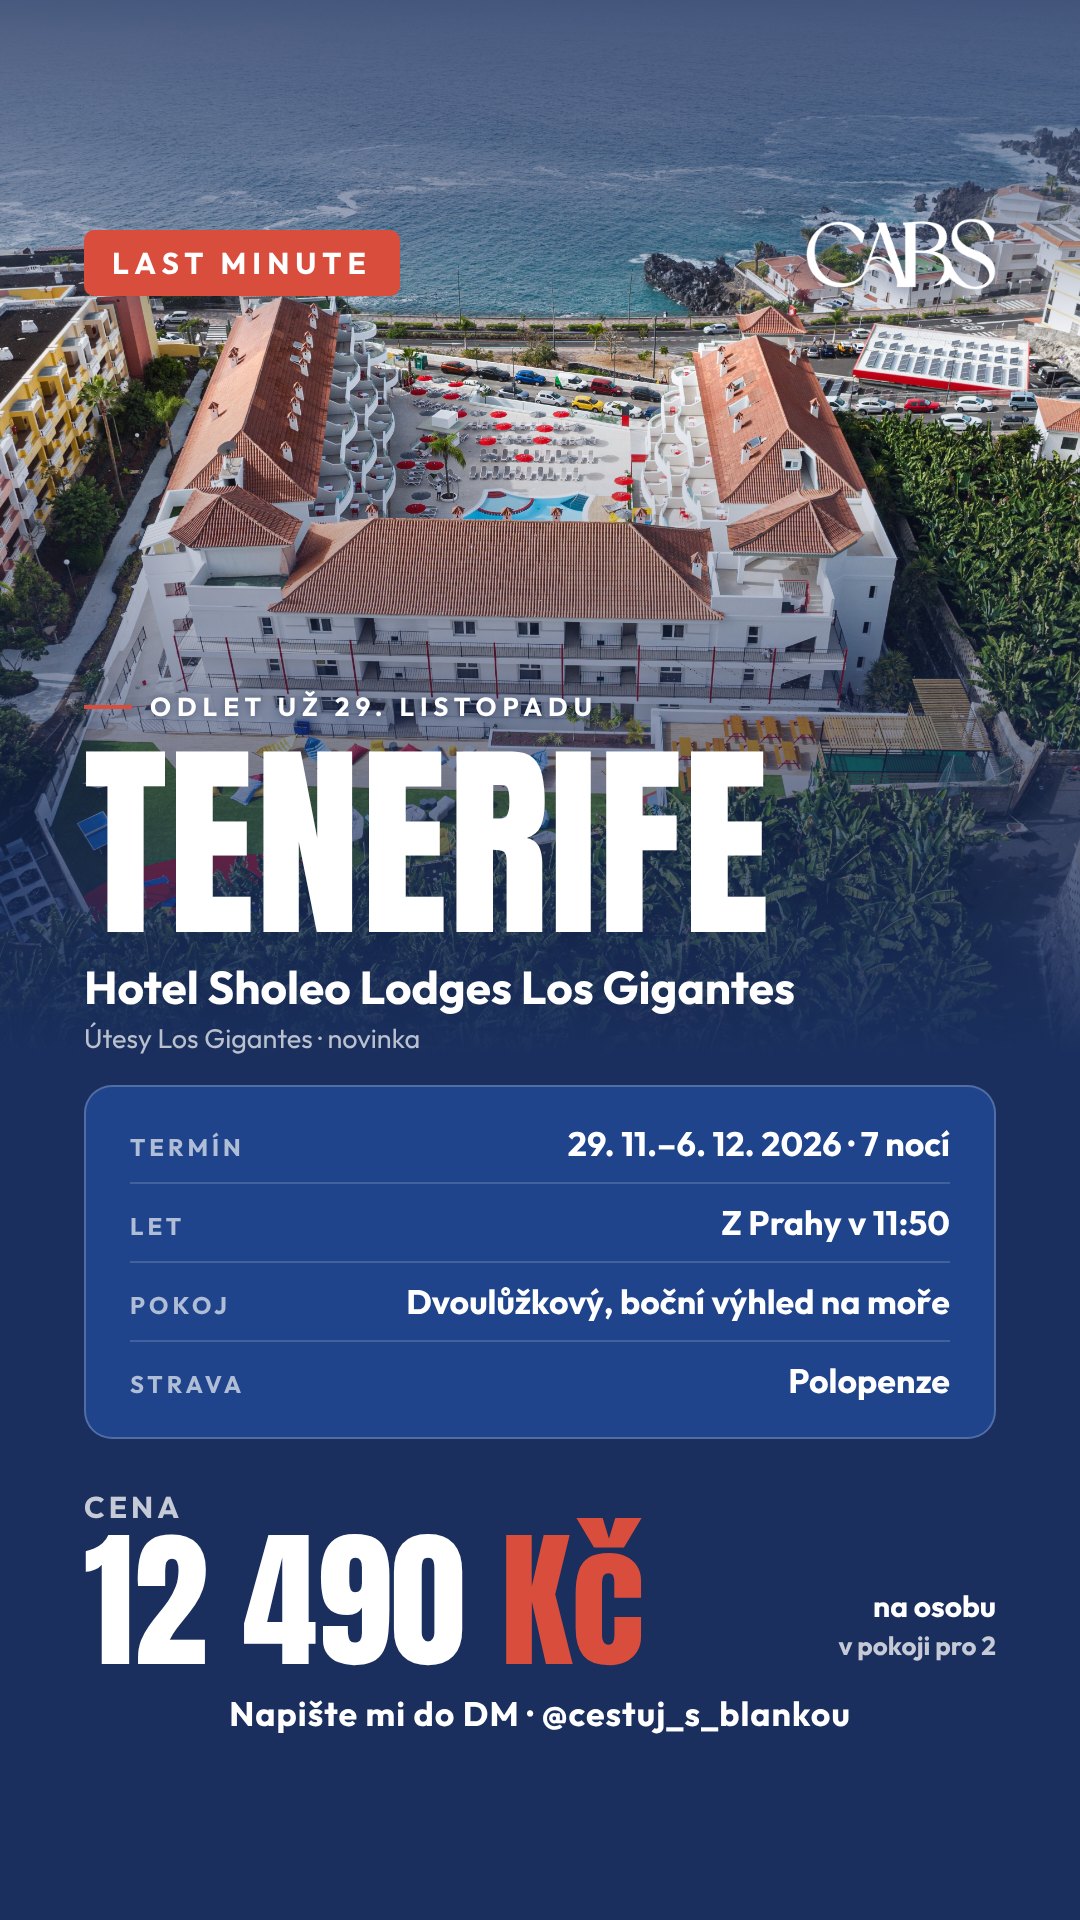 LAST MINUTE
CABS
ODLET UŽ 29. LISTOPADU
TENERIFE
Hotel Sholeo Lodges Los Gigantes
Útesy Los Gigantes · novinka
TERMÍN 29. 11.–6. 12. 2026 · 7 nocí
LET Z Prahy v 11:50
POKOJ Dvoulůžkový, boční výhled na moře
STRAVA Polopenze
CENA
12 490 Kč
na osobu
v pokoji pro 2
Napište mi do DM · @cestuj_s_blankou